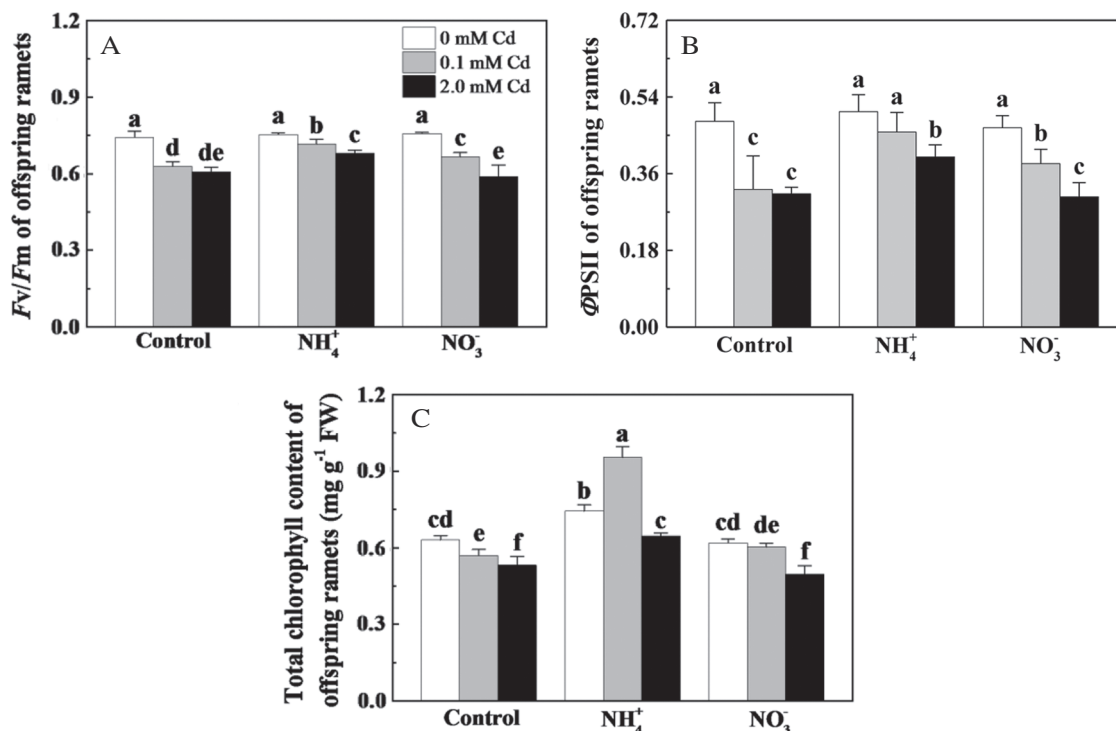 A
Fv/Fm of offspring ramets
1.2
0.9
0.6
0.3
0.0
0 mM Cd
0.1 mM Cd
2.0 mM Cd
a d de
a b c
a c e
Control NH₄⁺ NO₃⁻
B
ΦPSII of offspring ramets
0.72
0.54
0.36
0.18
0.00
a c c
a a b
a b c
Control NH₄⁺ NO₃⁻
C
Total chlorophyll content of
offspring ramets (mg g⁻¹ FW)
1.2
0.9
0.6
0.3
0.0
cd e f
b a c
cd de f
Control NH₄⁺ NO₃⁻